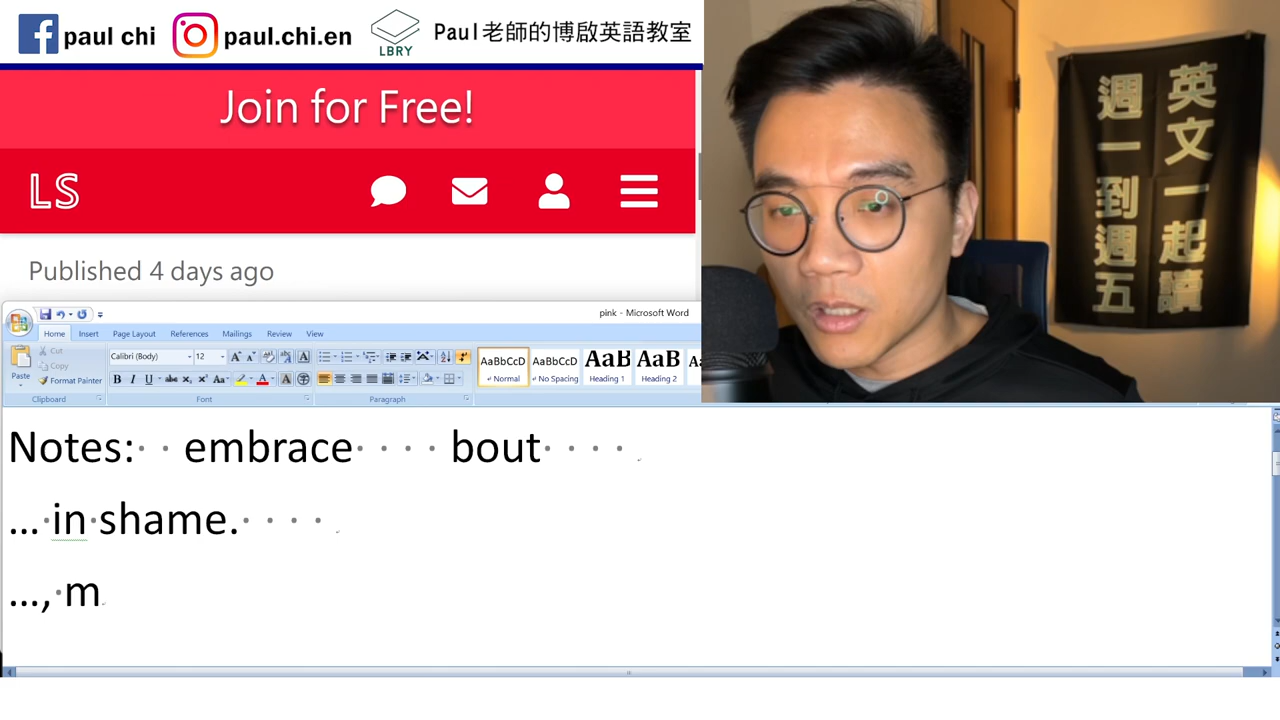 paul chi paul.chi.en LBRY Paul老師的博啟英語教室
Join for Free!
LS
Published 4 days ago
pink - Microsoft Word
Home Insert Page Layout References Mailings Review View
Paste Cut Copy Format Painter
Calibri (Body) 12
AaBbCcD AaBbCcD AaBb AaB
Normal No Spacing Heading 1 Heading 2
Clipboard Font Paragraph
Notes: embrace bout
... in shame.
..., m
英文一起讀
週一到週五